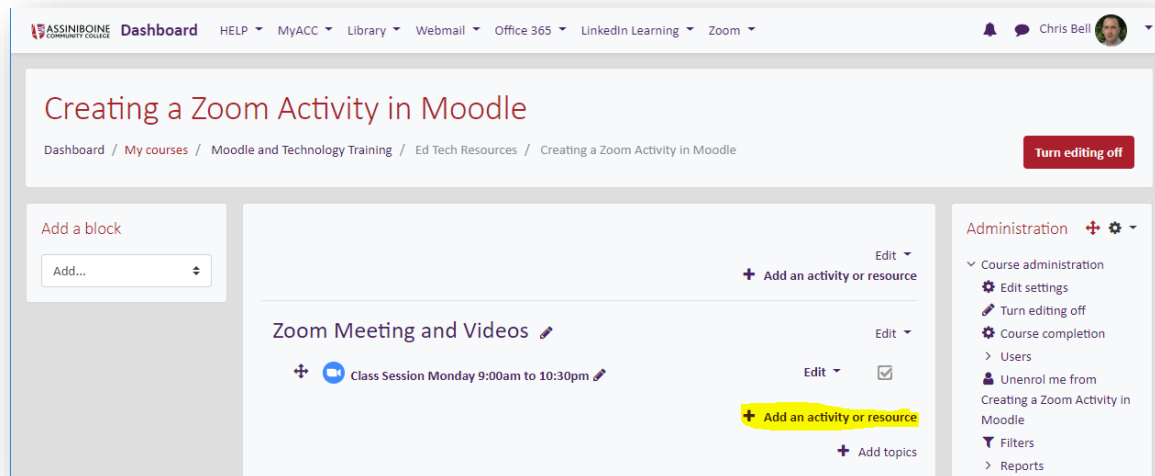 ASSINIBOINE
COMMUNITY COLLEGE
Dashboard HELP MyACC Library Webmail Office 365 LinkedIn Learning Zoom Chris Bell
Creating a Zoom Activity in Moodle
Dashboard / My courses / Moodle and Technology Training / Ed Tech Resources / Creating a Zoom Activity in Moodle
Turn editing off
Add a block
Add...
Edit
Add an activity or resource
Zoom Meeting and Videos
Edit
Class Session Monday 9:00am to 10:30pm
Edit
Add an activity or resource
Add topics
Administration
Course administration
Edit settings
Turn editing off
Course completion
Users
Unenrol me from
Creating a Zoom Activity in
Moodle
Filters
Reports